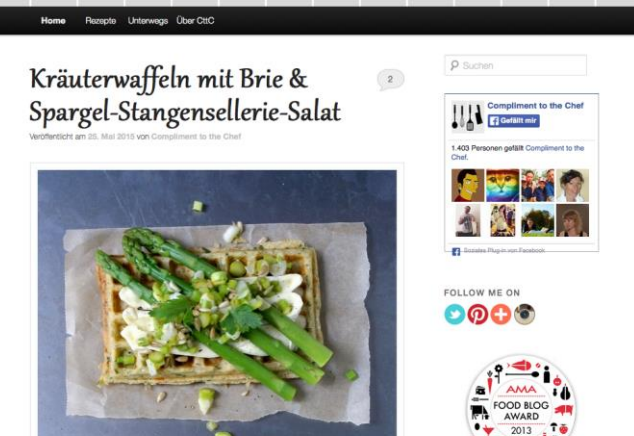 Home Rezepte Unterwegs Über CttC
Kräuterwaffeln mit Brie &
Spargel-Stangensellerie-Salat
2
Veröffentlicht am 25. Mai 2015 von Compliment to the Chef
Suchen
Compliment to the Chef
Gefällt mir
1.403 Personen gefällt Compliment to the
Chef.
Soziales Plug-in von Facebook
FOLLOW ME ON
AMA
FOOD BLOG
AWARD
2013